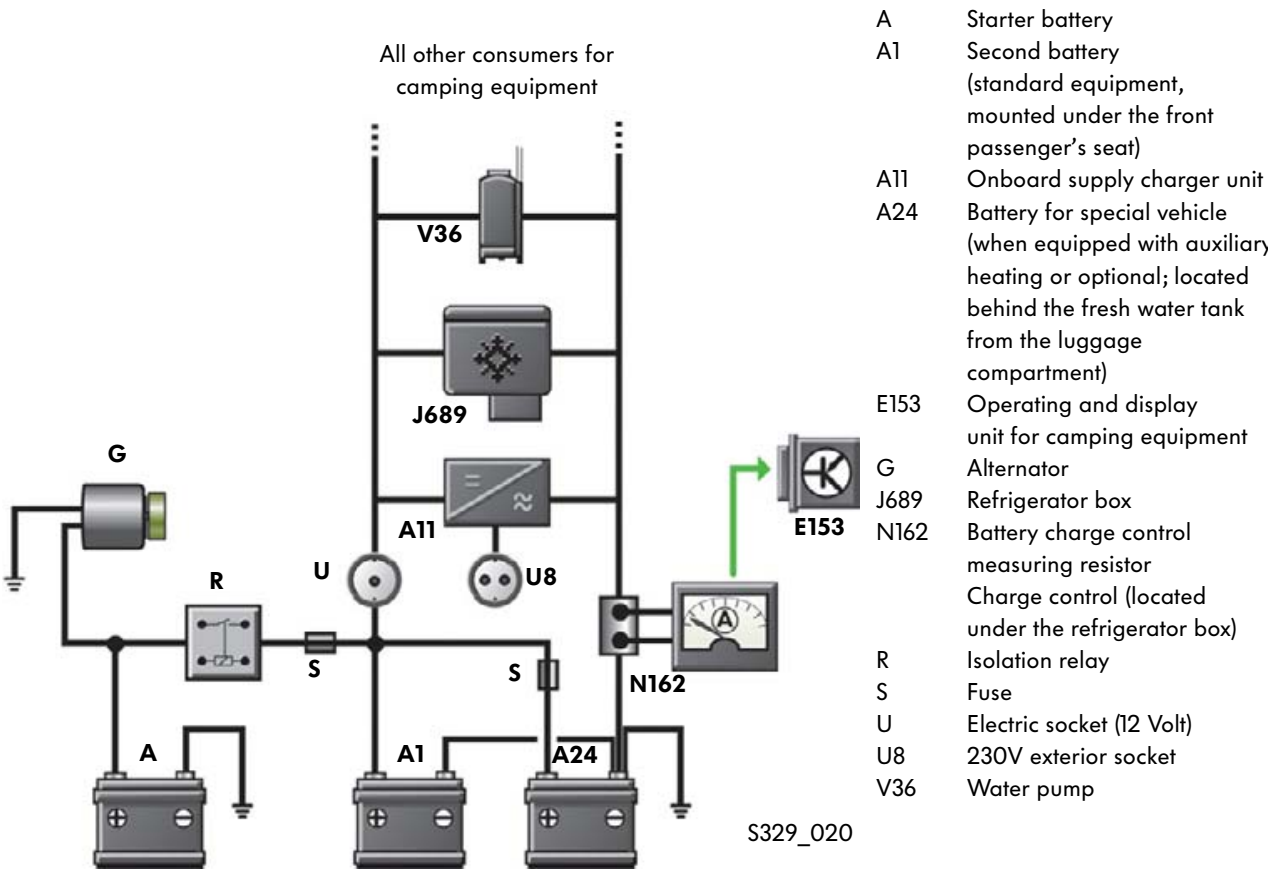 All other consumers for
camping equipment
V36
J689
G
A11
E153
R
U
U8
S
S
N162
A
A1
A24
S329_020
A
A Starter battery
A1 Second battery
(standard equipment,
mounted under the front
passenger's seat)
A11 Onboard supply charger unit
A24 Battery for special vehicle
(when equipped with auxiliary
heating or optional; located
behind the fresh water tank
from the luggage
compartment)
E153 Operating and display
unit for camping equipment
G Alternator
J689 Refrigerator box
N162 Battery charge control
measuring resistor
Charge control (located
under the refrigerator box)
R Isolation relay
S Fuse
U Electric socket (12 Volt)
U8 230V exterior socket
V36 Water pump